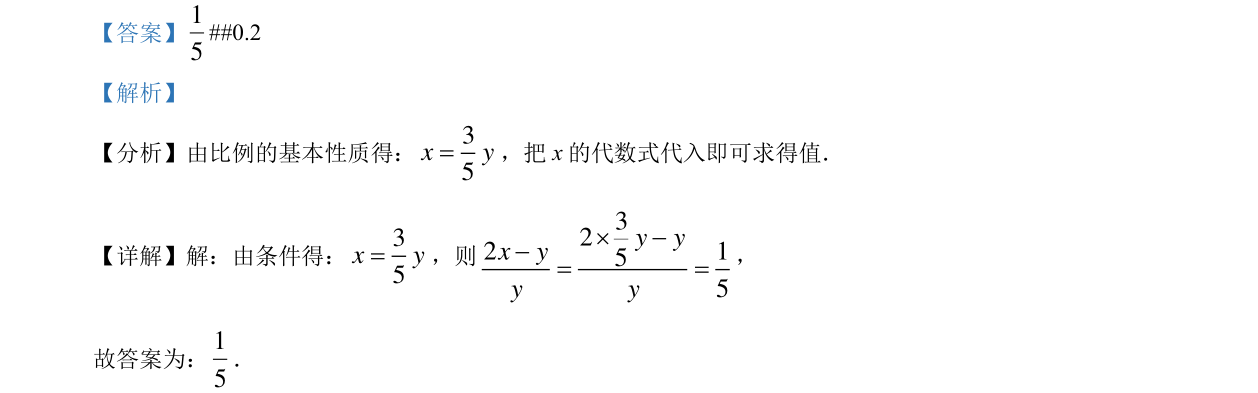 【答案】1/5##0.2
【解析】
【分析】由比例的基本性质得：x = 3/5 y，把 x 的代数式代入即可求得值．
【详解】解：由条件得：x = 3/5 y，则 (2x − y)/y = (2×3/5 y − y)/y = 1/5，
故答案为：1/5．